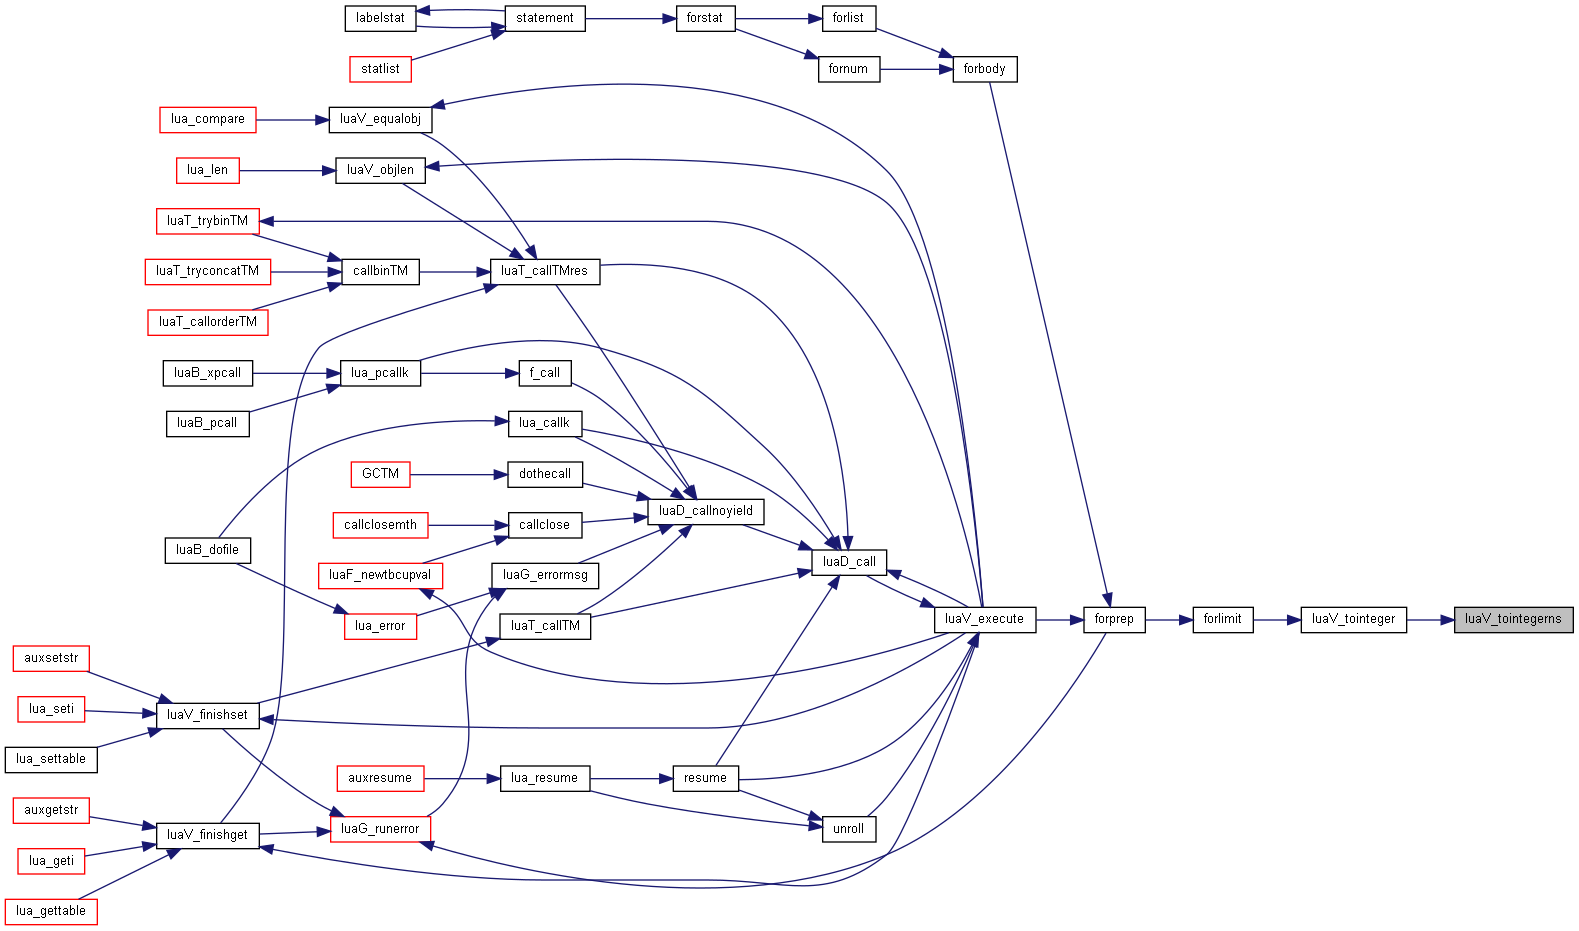 labelstat
statement
forstat
forlist
statlist
fornum
forbody
lua_compare
luaV_equalobj
lua_len
luaV_objlen
luaT_trybinTM
luaT_tryconcatTM
callbinTM
luaT_callTMres
luaT_callorderTM
luaB_xpcall
lua_pcallk
f_call
luaB_pcall
lua_callk
GCTM
dothecall
luaD_callnoyield
callclosemth
callclose
luaB_dofile
luaD_call
luaF_newtbcupval
luaG_errormsg
lua_error
luaT_callTM
luaV_execute
forprep
forlimit
luaV_tointeger
luaV_tointegerns
auxsetstr
lua_seti
luaV_finishset
lua_settable
auxresume
lua_resume
resume
auxgetstr
luaV_finishget
luaG_runerror
unroll
lua_geti
lua_gettable